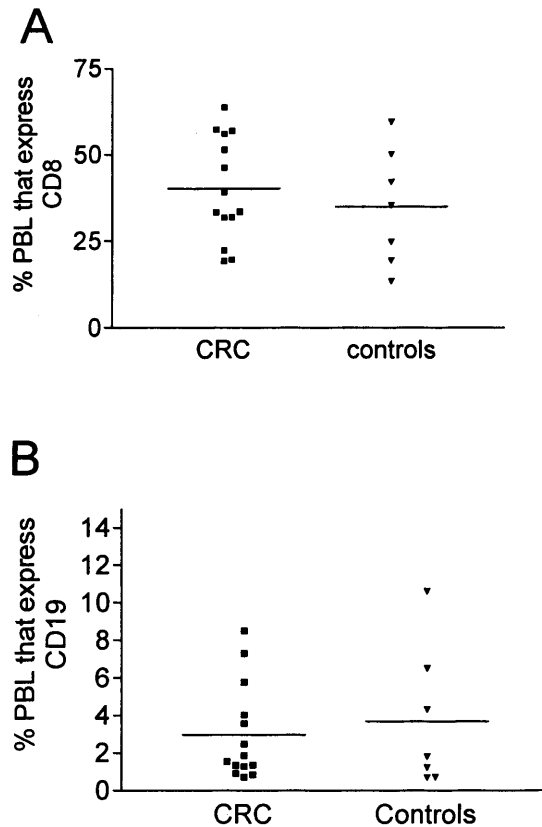 A
% PBL that express
CD8
75
50
25
0
CRC controls
B
% PBL that express
CD19
14
12
10
8
6
4
2
0
CRC Controls